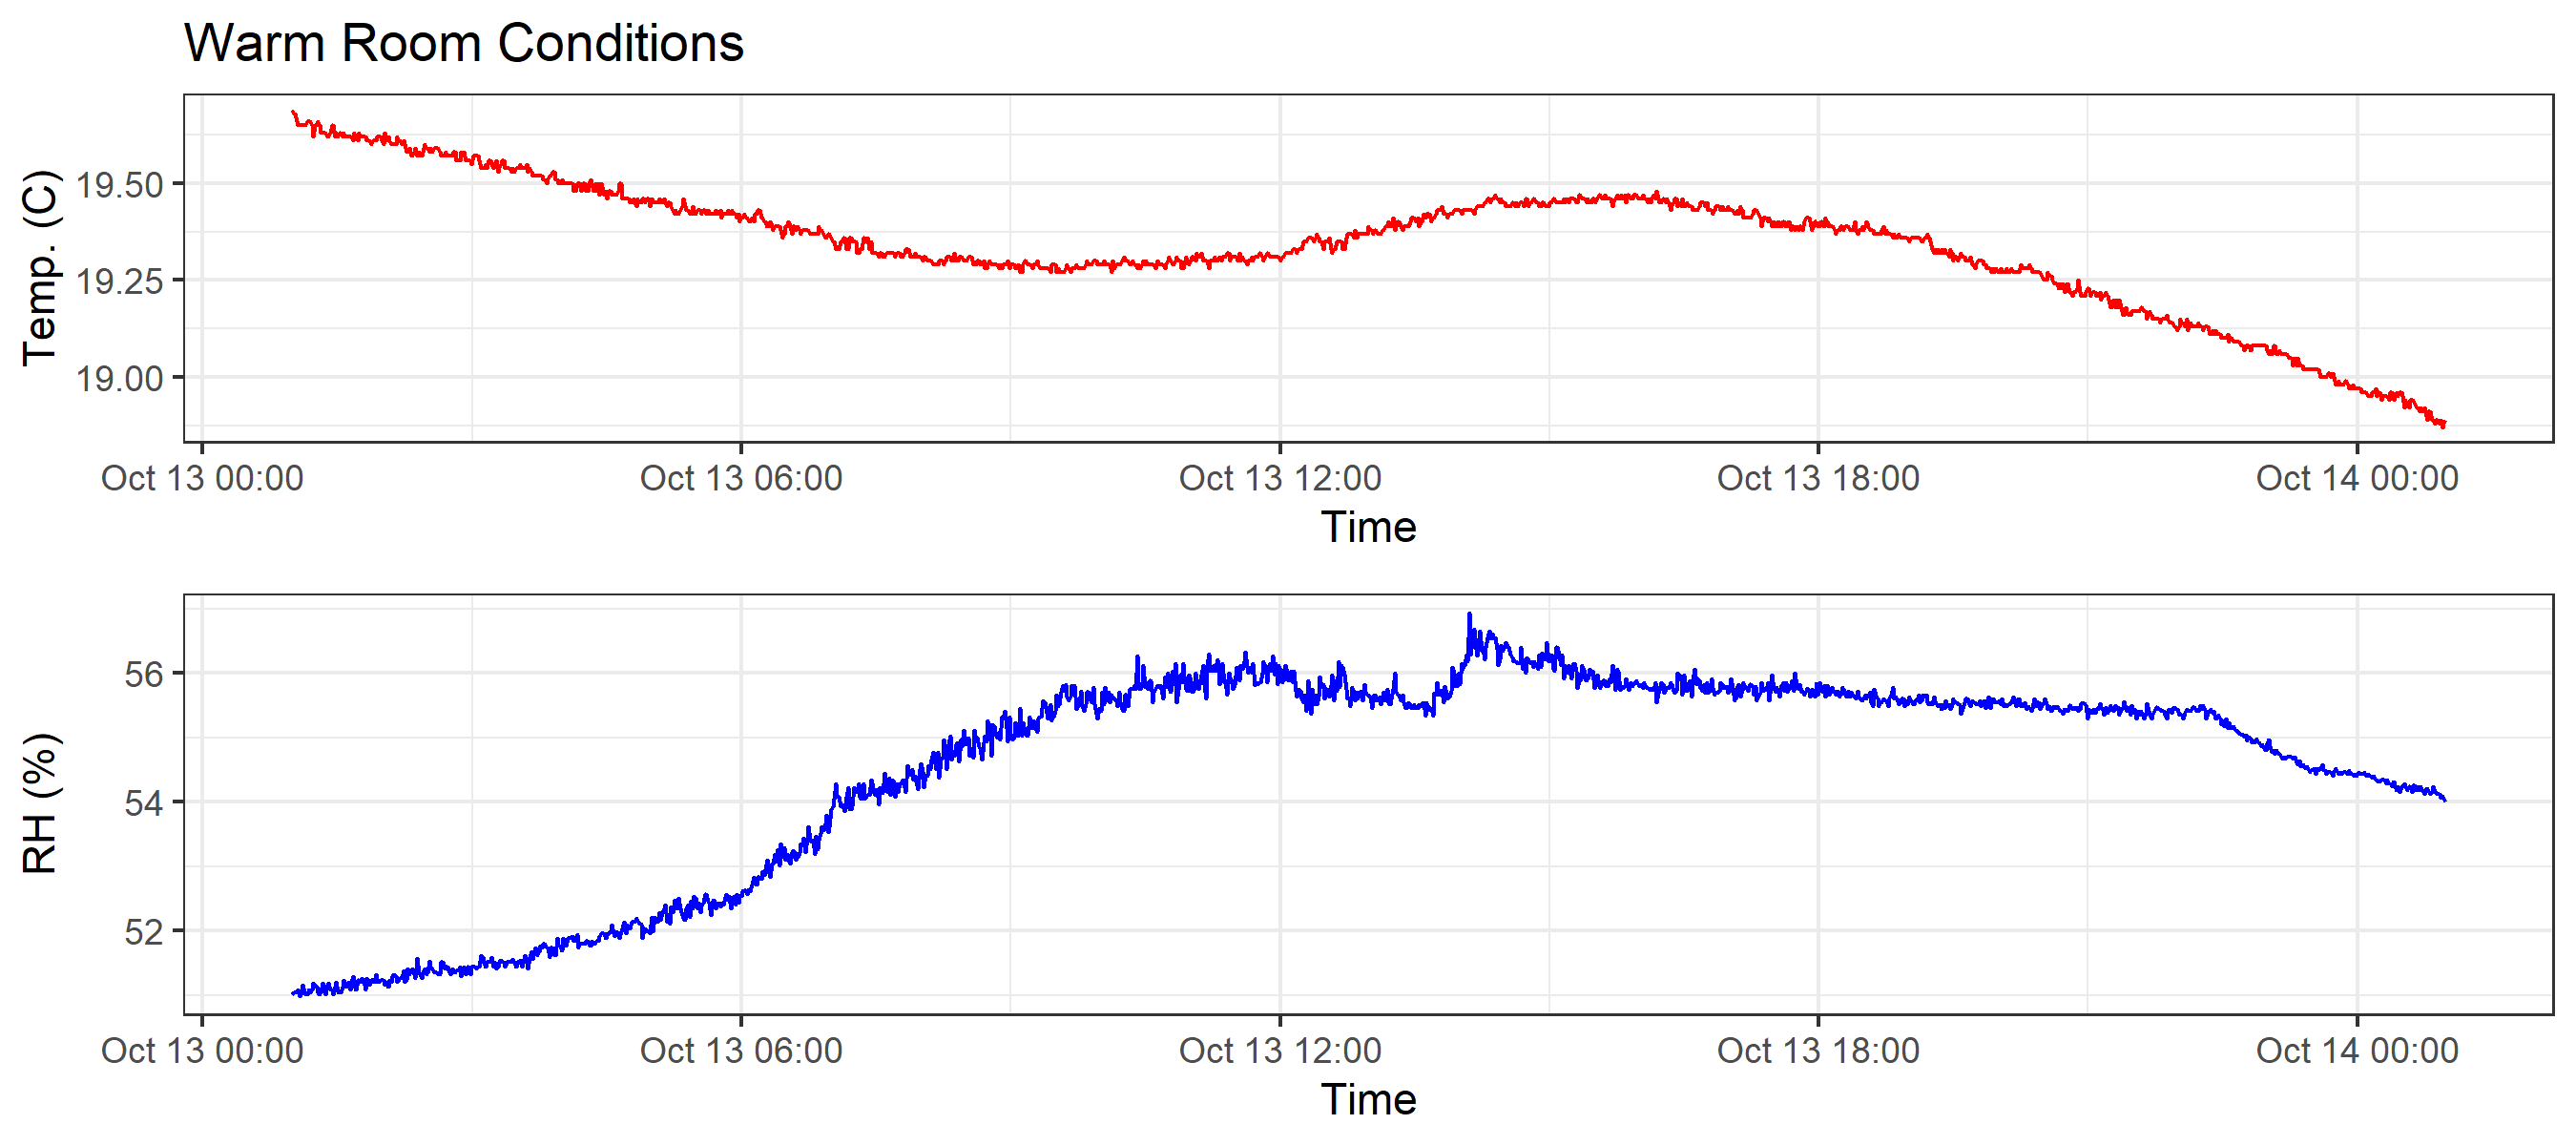 Warm Room Conditions
Temp. (C)
19.50
19.25
19.00
Oct 13 00:00 Oct 13 06:00 Oct 13 12:00 Oct 13 18:00 Oct 14 00:00
Time
RH (%)
56
54
52
Oct 13 00:00 Oct 13 06:00 Oct 13 12:00 Oct 13 18:00 Oct 14 00:00
Time